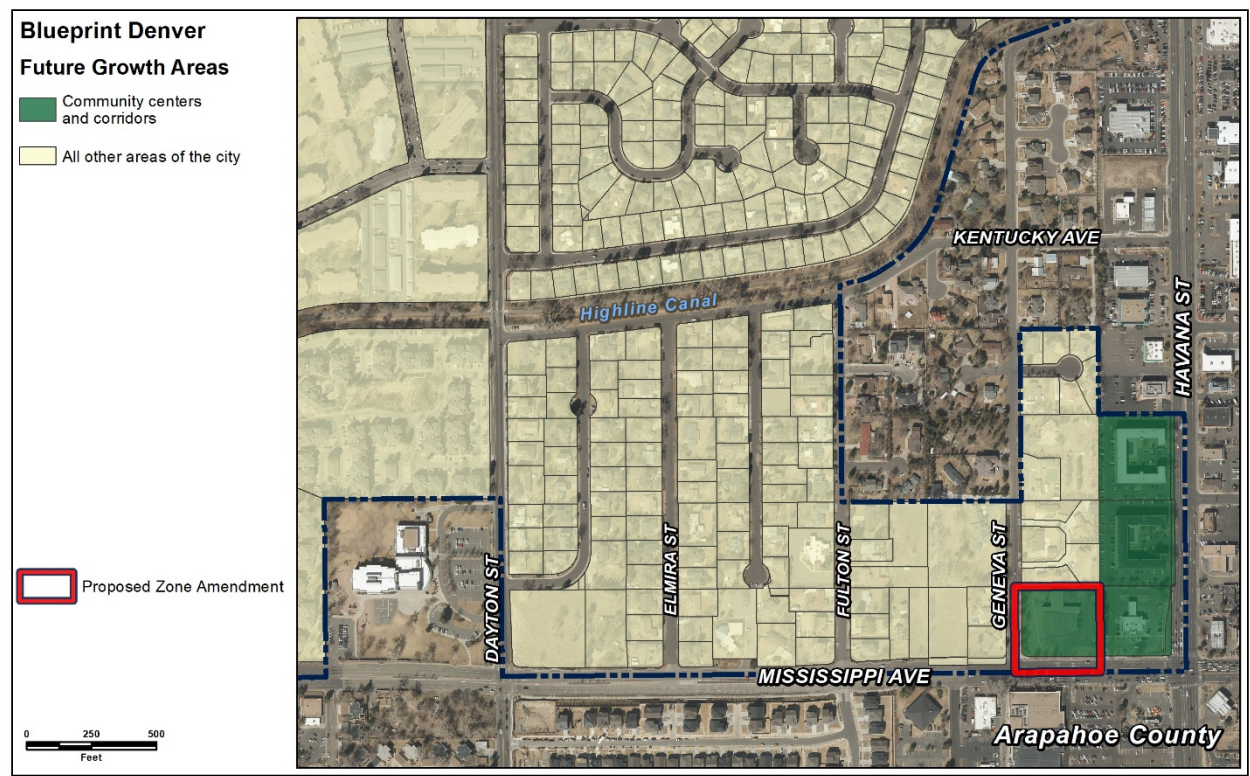 Blueprint Denver
Future Growth Areas
Community centers
and corridors
All other areas of the city
Proposed Zone Amendment
0 250 500
Feet
KENTUCKY AVE
Highline Canal
HAVANA ST
DAYTON ST
ELMIRA ST
FULTON ST
GENEVA ST
MISSISSIPPI AVE
Arapahoe County